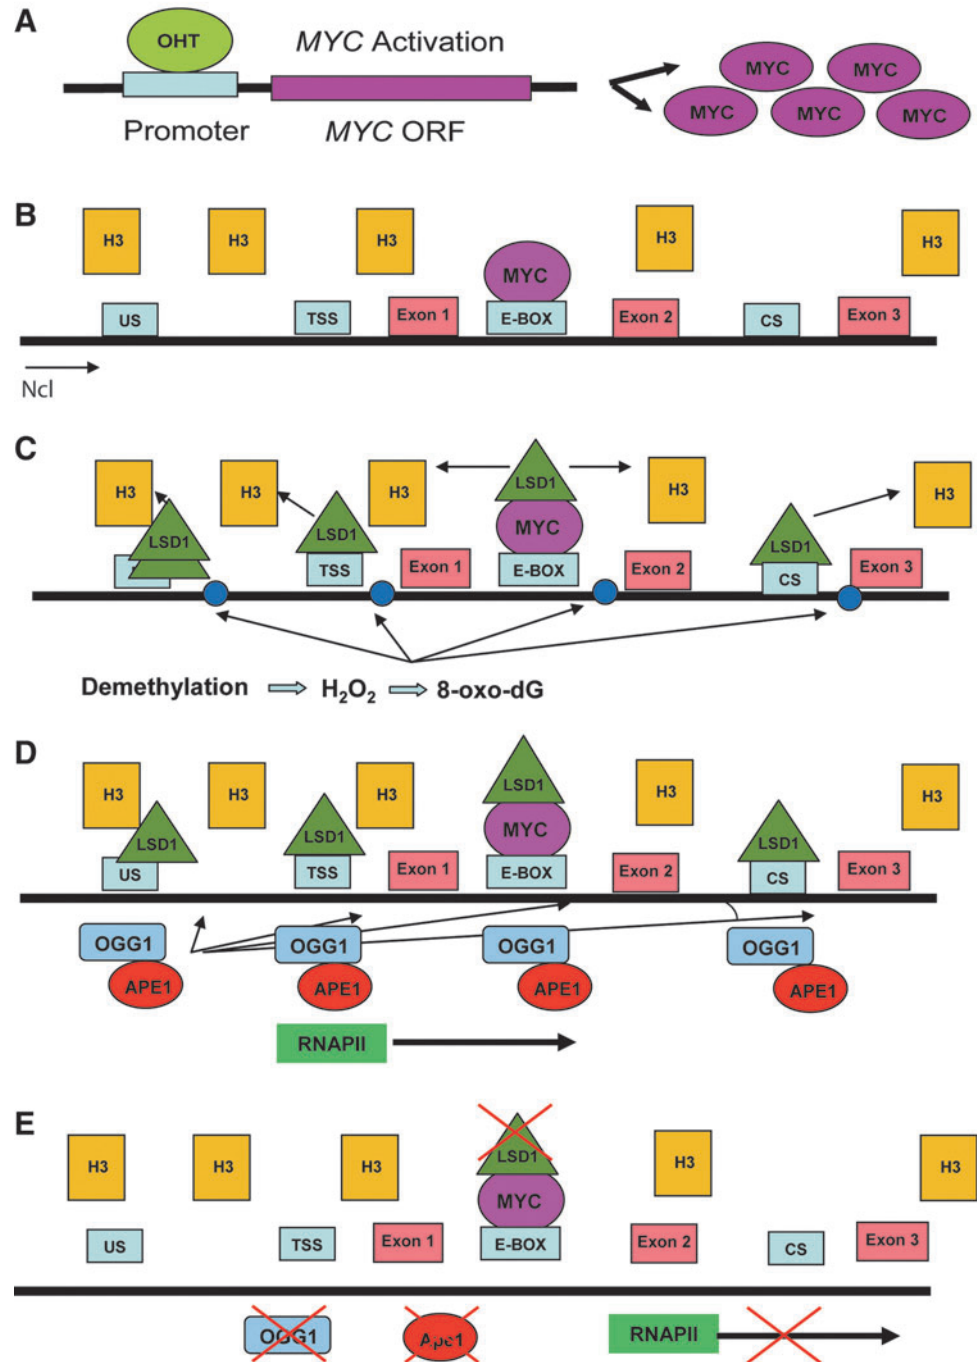 A
OHT
MYC Activation
Promoter
MYC ORF
MYC
MYC
MYC
MYC
MYC
B
H3
H3
H3
H3
H3
MYC
US
TSS
Exon 1
E-BOX
Exon 2
CS
Exon 3
Ncl
C
H3
H3
H3
LSD1
H3
H3
LSD1
LSD1
MYC
LSD1
TSS
Exon 1
E-BOX
Exon 2
CS
Exon 3
Demethylation H₂O₂ 8-oxo-dG
D
H3
H3
H3
LSD1
H3
H3
LSD1
LSD1
MYC
LSD1
US
TSS
Exon 1
E-BOX
Exon 2
CS
Exon 3
OGG1
OGG1
OGG1
OGG1
APE1
APE1
APE1
APE1
RNAPII
E
H3
H3
H3
LSD1
H3
H3
MYC
US
TSS
Exon 1
E-BOX
Exon 2
CS
Exon 3
OGG1
Ape1
RNAPII